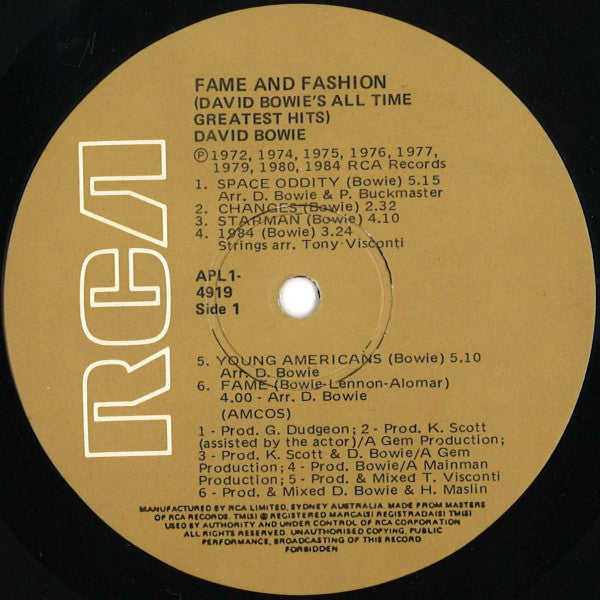 RCA
FAME AND FASHION
(DAVID BOWIE'S ALL TIME
GREATEST HITS)
DAVID BOWIE
Ⓟ1972, 1974, 1975, 1976, 1977,
1979, 1980, 1984 RCA Records
1. SPACE ODDITY (Bowie) 5.15
Arr. D. Bowie & P. Buckmaster
2. CHANGES (Bowie) 2.32
3. STARMAN (Bowie) 4.10
4. 1984 (Bowie) 3.24
Strings arr. Tony Visconti
APL1-
4919
Side 1
5. YOUNG AMERICANS (Bowie) 5.10
Arr. D. Bowie
6. FAME (Bowie-Lennon-Alomar)
4.00 - Arr. D. Bowie
(AMCOS)
1 - Prod. G. Dudgeon; 2 - Prod. K. Scott
(assisted by the actor)/A Gem Production;
3 - Prod. K. Scott & D. Bowie/A Gem
Production; 4 - Prod. Bowie/A Mainman
Production; 5 - Prod. & Mixed T. Visconti
6 - Prod. & Mixed D. Bowie & H. Maslin
MANUFACTURED BY RCA LIMITED, SYDNEY AUSTRALIA. MADE FROM MASTERS
OF RCA RECORDS. TM(S) ® REGISTERED MARCA(S) REGISTRADA(S) TM(S)
USED BY AUTHORITY AND UNDER CONTROL OF RCA CORPORATION
ALL RIGHTS RESERVED. UNAUTHORISED COPYING, PUBLIC
PERFORMANCE, BROADCASTING OF THIS RECORD
FORBIDDEN